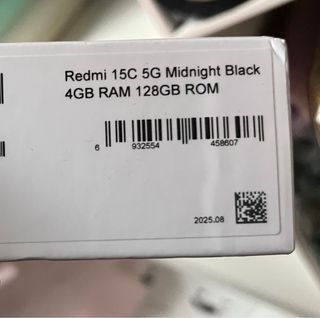 Redmi 15C 5G Midnight Black
4GB RAM 128GB ROM
6 932554 458607
2025.08